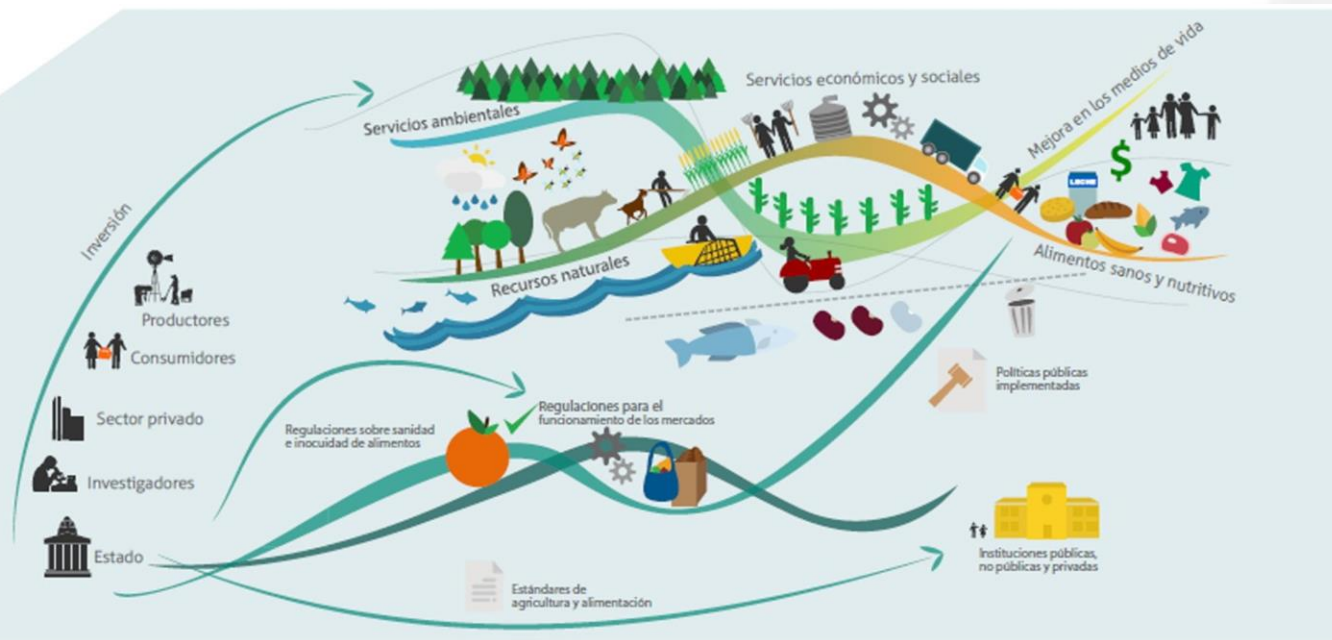 Servicios económicos y sociales
Mejora en los medios de vida
Servicios ambientales
LECHE
Inversión
Recursos naturales
Alimentos sanos y nutritivos
Productores
Consumidores
Sector privado
Investigadores
Estado
Políticas públicas
implementadas
Regulaciones para el
funcionamiento de los mercados
Regulaciones sobre sanidad
e inocuidad de alimentos
Instituciones públicas,
no públicas y privadas
Estándares de
agricultura y alimentación